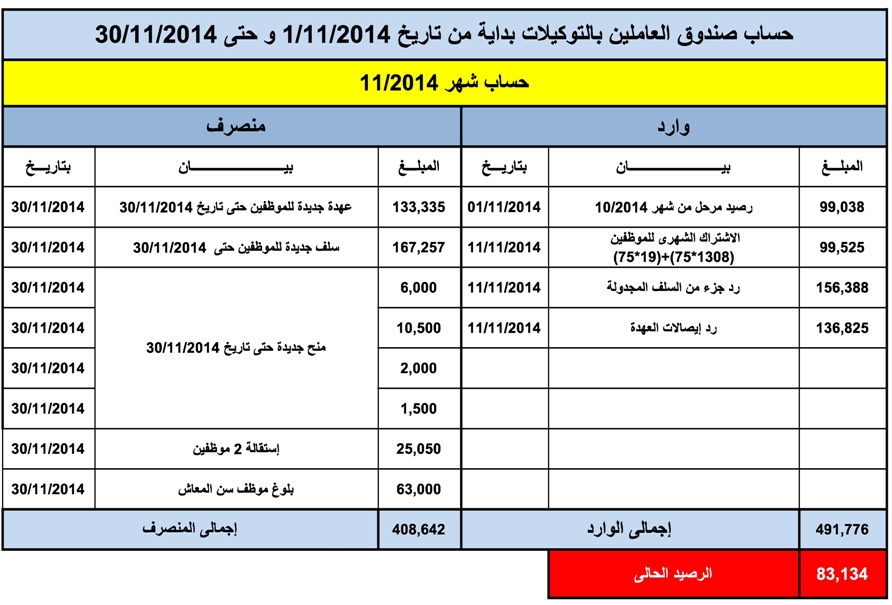 حساب صندوق العاملين بالتوكيلات بداية من تاريخ 1/11/2014 و حتى 30/11/2014
حساب شهر 11/2014
وارد منصرف
المبلغ بيان بتاريخ المبلغ بيان بتاريخ
99,038 رصيد مرحل من شهر 10/2014 01/11/2014 133,335 عهدة جديدة للموظفين حتى تاريخ 30/11/2014 30/11/2014
99,525 الاشتراك الشهرى للموظفين 11/11/2014 167,257 سلف جديدة للموظفين حتى 30/11/2014 30/11/2014
(75*19)+(75*1308)
156,388 رد جزء من السلف المجدولة 11/11/2014 6,000 30/11/2014
136,825 رد إيصالات العهدة 11/11/2014 10,500 30/11/2014
منح جديدة حتى تاريخ 30/11/2014
2,000 30/11/2014
1,500 30/11/2014
25,050 إستقالة 2 موظفين 30/11/2014
63,000 بلوغ موظف سن المعاش 30/11/2014
491,776 إجمالى الوارد 408,642 إجمالى المنصرف
83,134 الرصيد الحالى